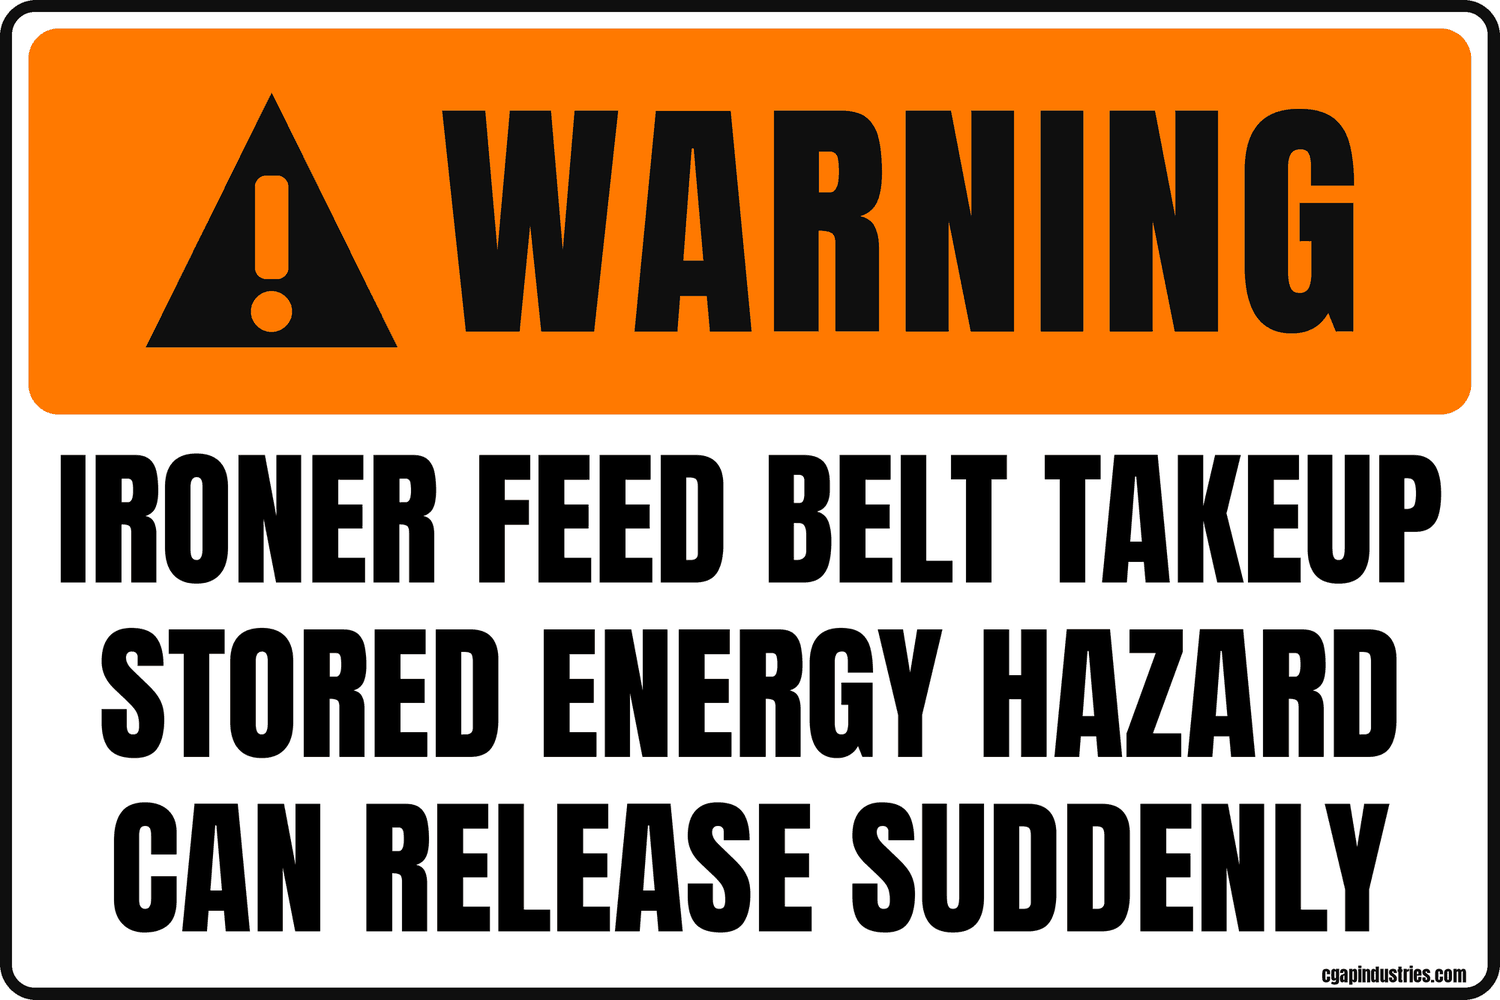 WARNING
IRONER FEED BELT TAKEUP
STORED ENERGY HAZARD
CAN RELEASE SUDDENLY
cgapindustries.com